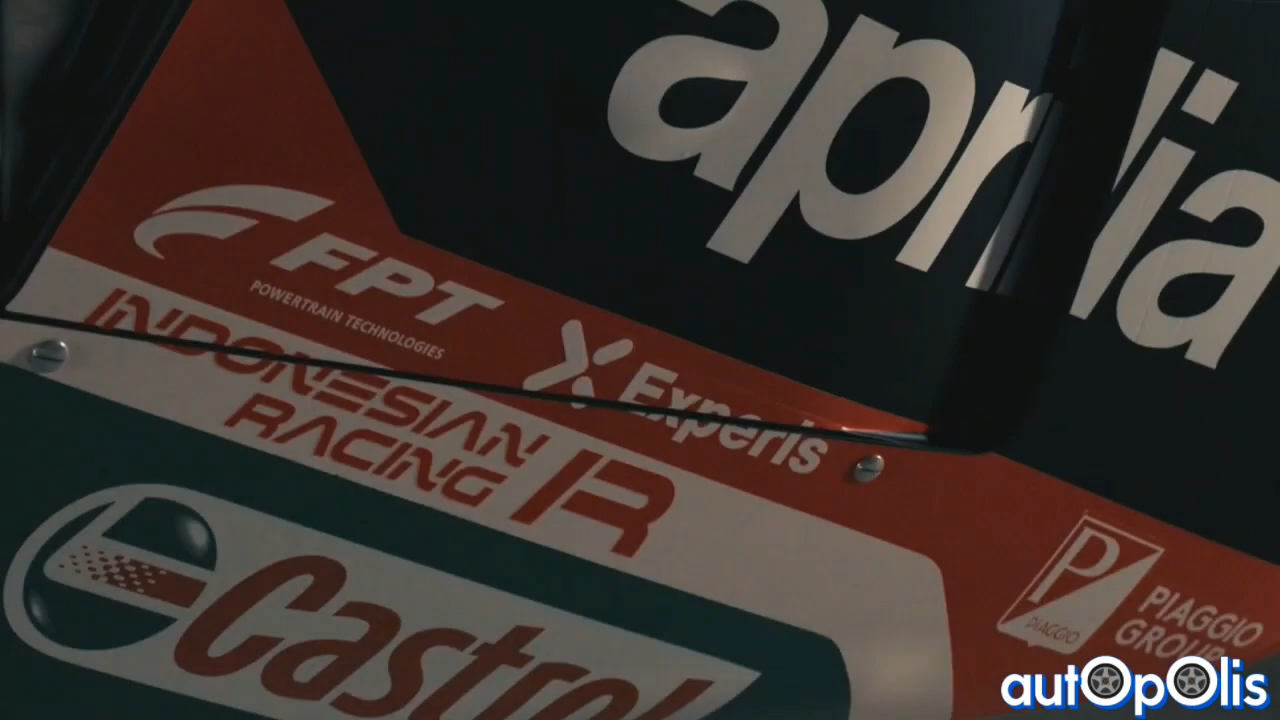 aprilia
FPT
POWERTRAIN TECHNOLOGIES
Experis
INDONESIAN
RACING
IR
Castrol
P
PIAGGIO
PIAGGIO
GROUP
autOpOlis